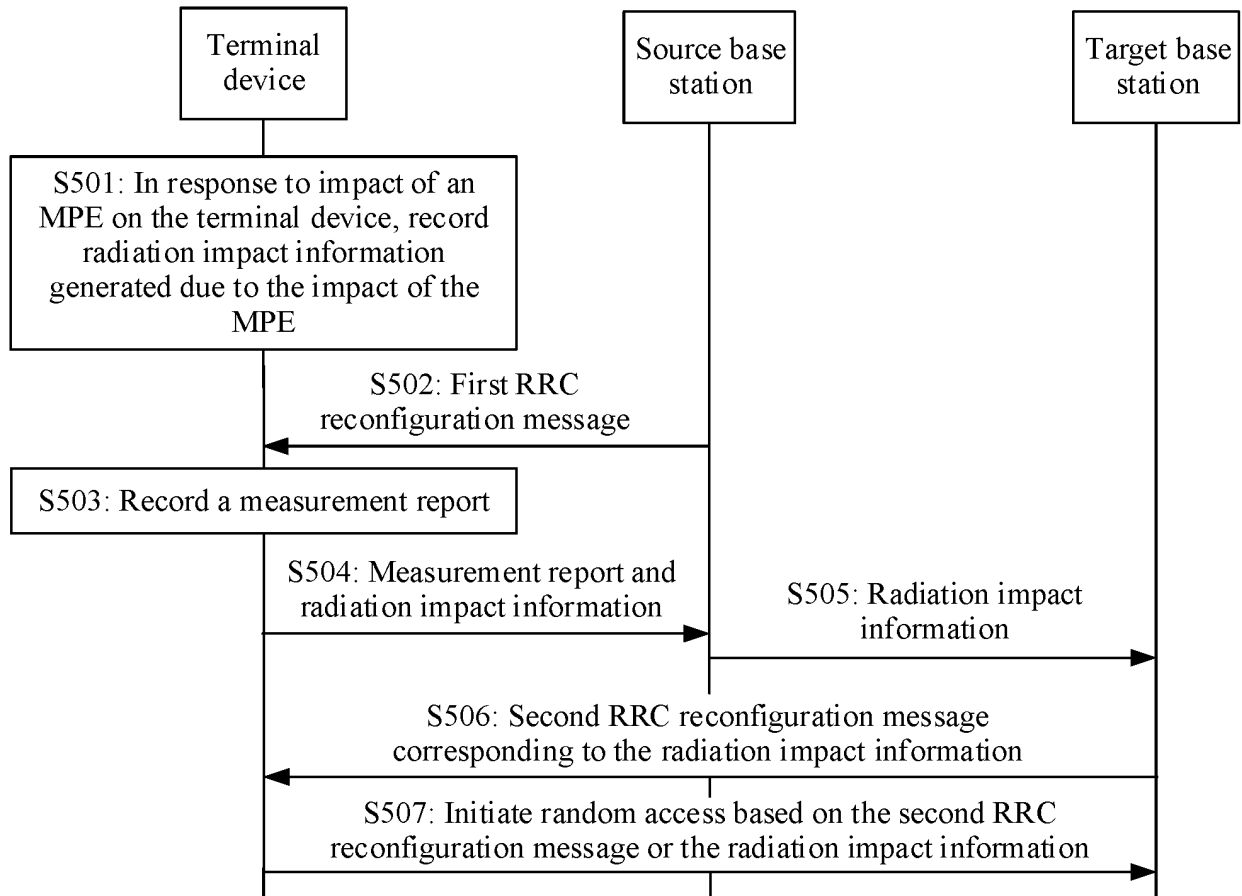 Terminal
device
Source base
station
Target base
station
S501: In response to impact of an
MPE on the terminal device, record
radiation impact information
generated due to the impact of the
MPE
S502: First RRC
reconfiguration message
S503: Record a measurement report
S504: Measurement report and
radiation impact information
S505: Radiation impact
information
S506: Second RRC reconfiguration message
corresponding to the radiation impact information
S507: Initiate random access based on the second RRC
reconfiguration message or the radiation impact information